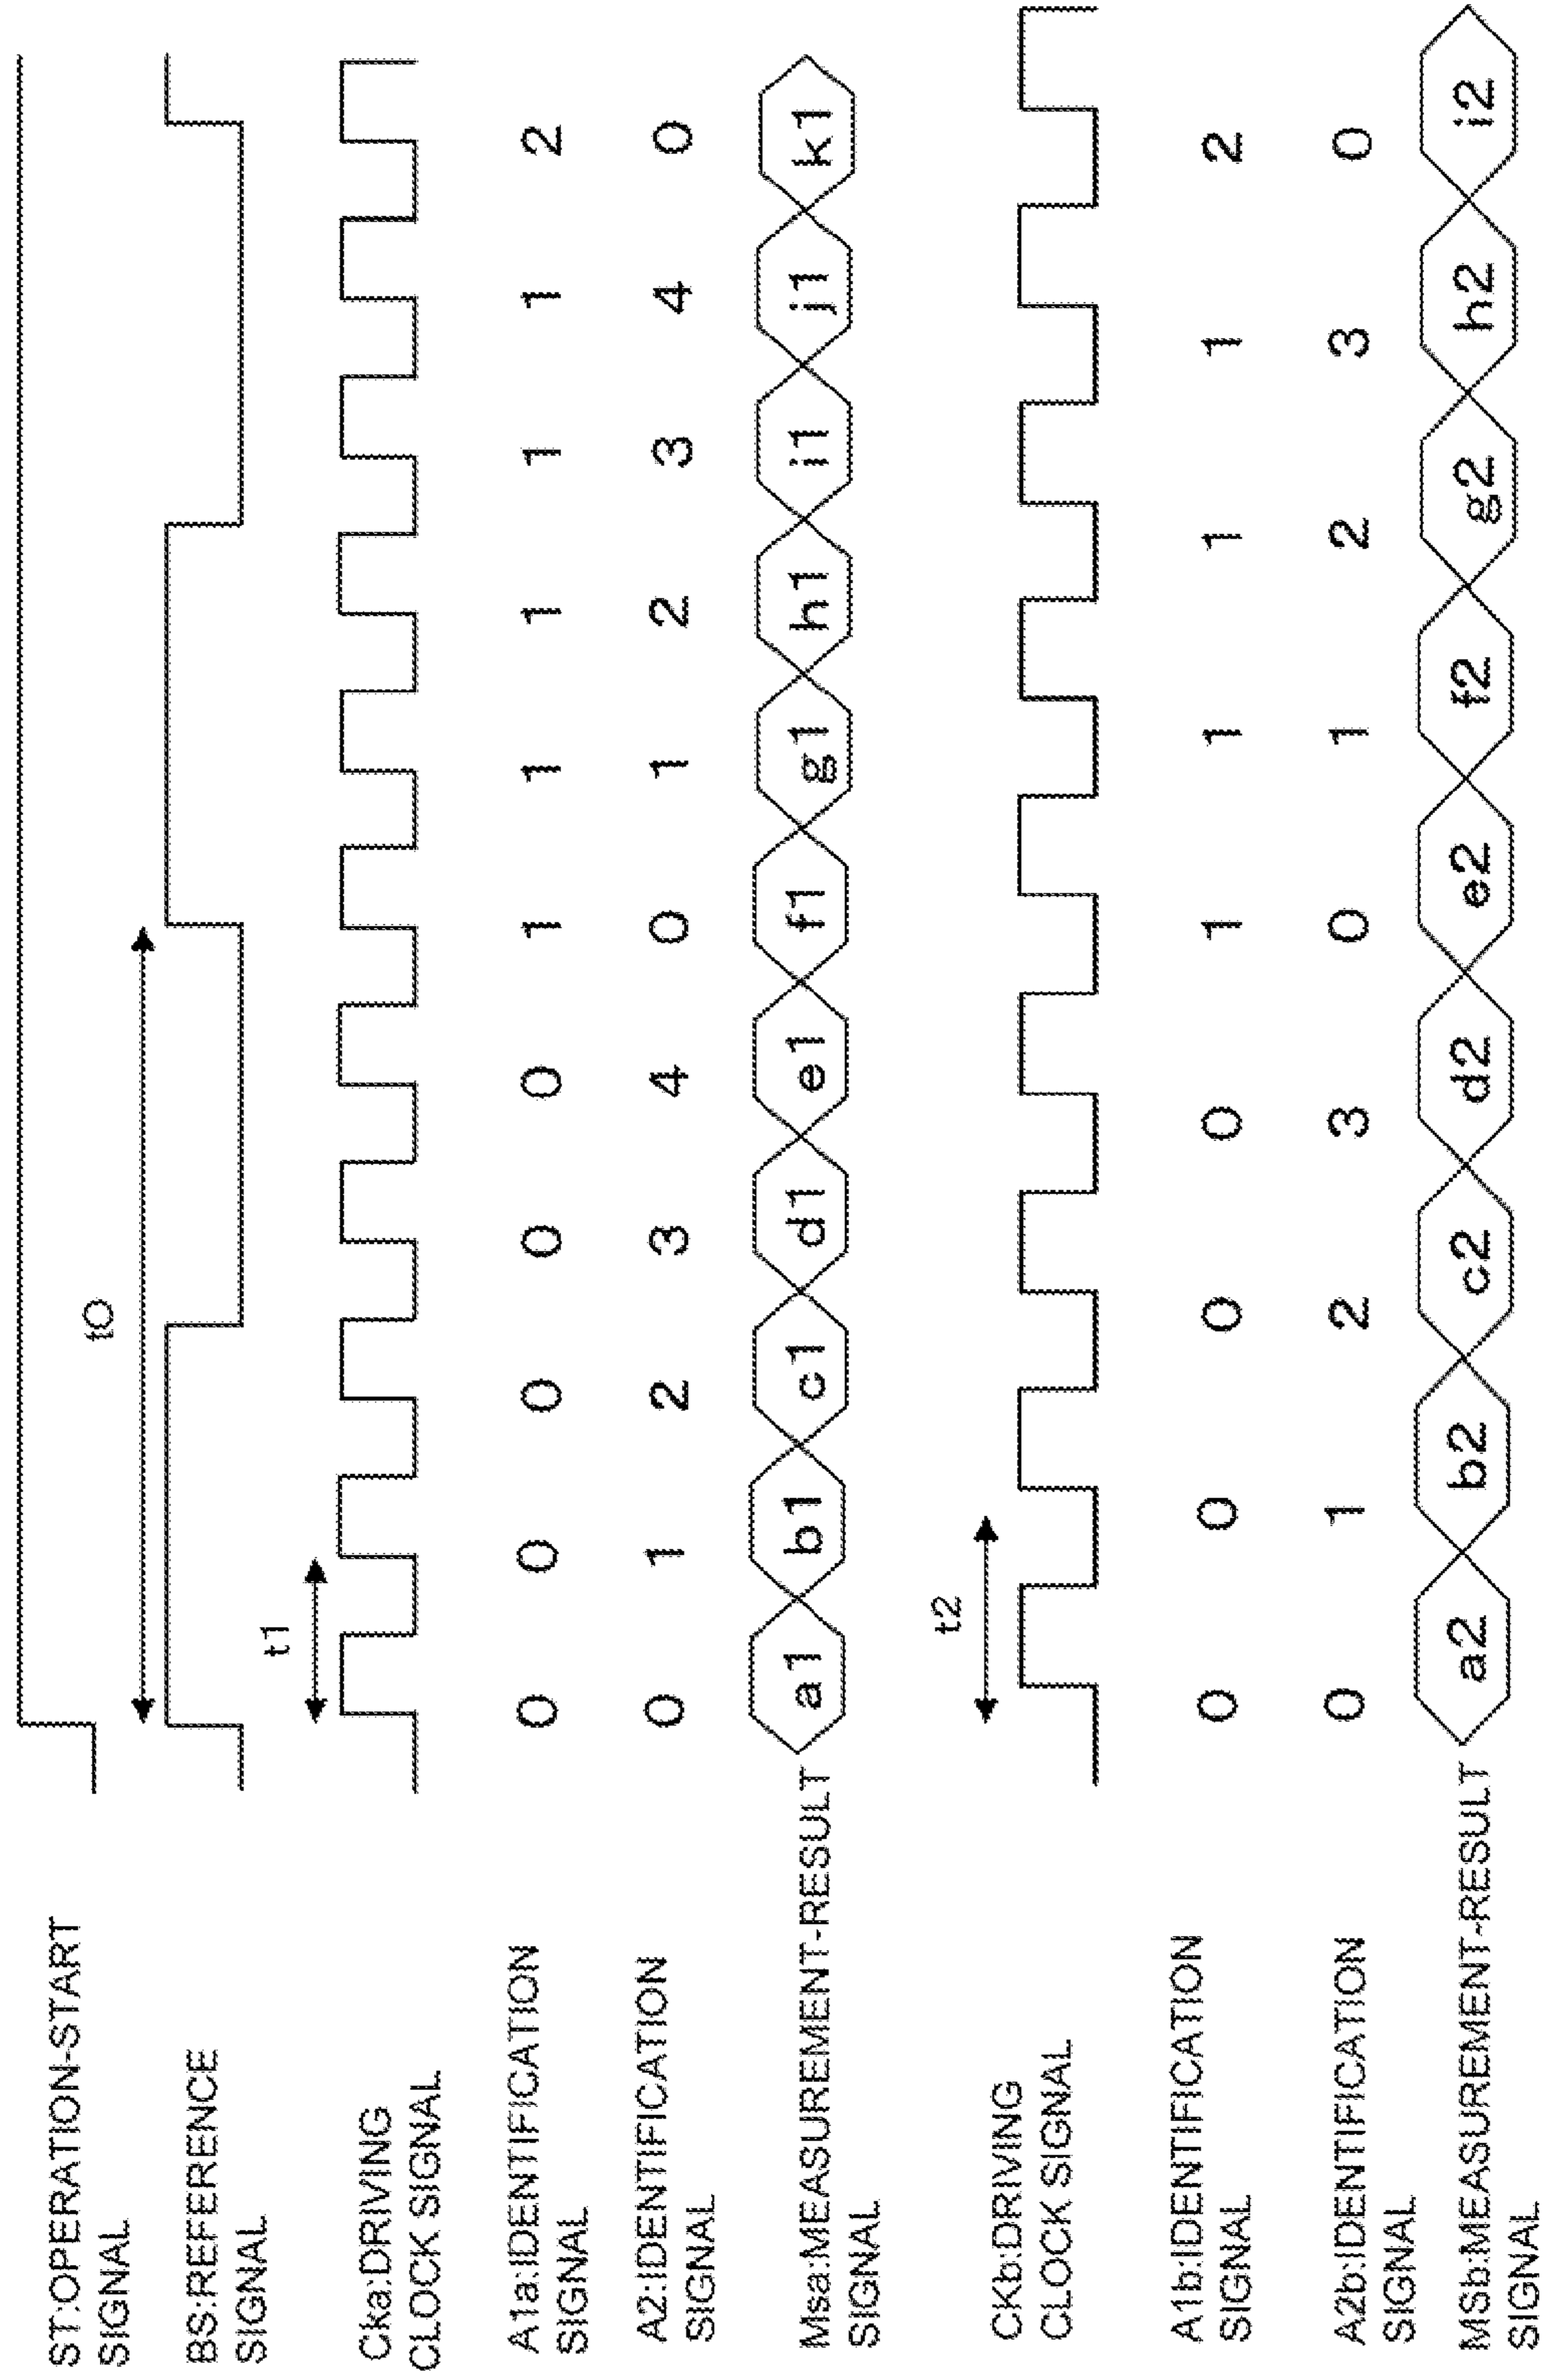 ST:OPERATION-START
SIGNAL
BS:REFERENCE
SIGNAL
t0
Cka:DRIVING
CLOCK SIGNAL
t1
A1a:IDENTIFICATION
SIGNAL
0 0 0 0 0 1 1 1 1 1 2
A2:IDENTIFICATION
SIGNAL
0 1 2 3 4 0 1 2 3 4 0
Msa:MEASUREMENT-RESULT
SIGNAL
a1 b1 c1 d1 e1 f1 g1 h1 i1 j1 k1
CKb:DRIVING
CLOCK SIGNAL
t2
A1b:IDENTIFICATION
SIGNAL
0 0 0 0 1 1 1 1 2
A2b:IDENTIFICATION
SIGNAL
0 1 2 3 0 1 2 3 0
MSb:MEASUREMENT-RESULT
SIGNAL
a2 b2 c2 d2 e2 f2 g2 h2 i2